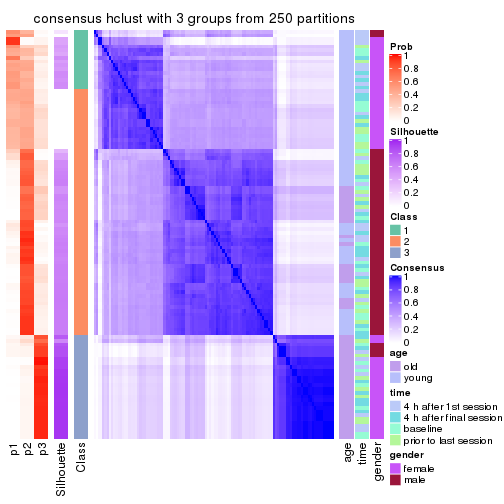 consensus hclust with 3 groups from 250 partitions
Prob
1
0.8
0.6
0.4
0.2
0
Silhouette
1
0.8
0.6
0.4
0.2
0
Class
1
2
3
Consensus
1
0.8
0.6
0.4
0.2
0
age
old
young
time
4 h after 1st session
4 h after final session
baseline
prior to last session
gender
female
male
p1
p2
p3
Silhouette
Class
age
time
gender